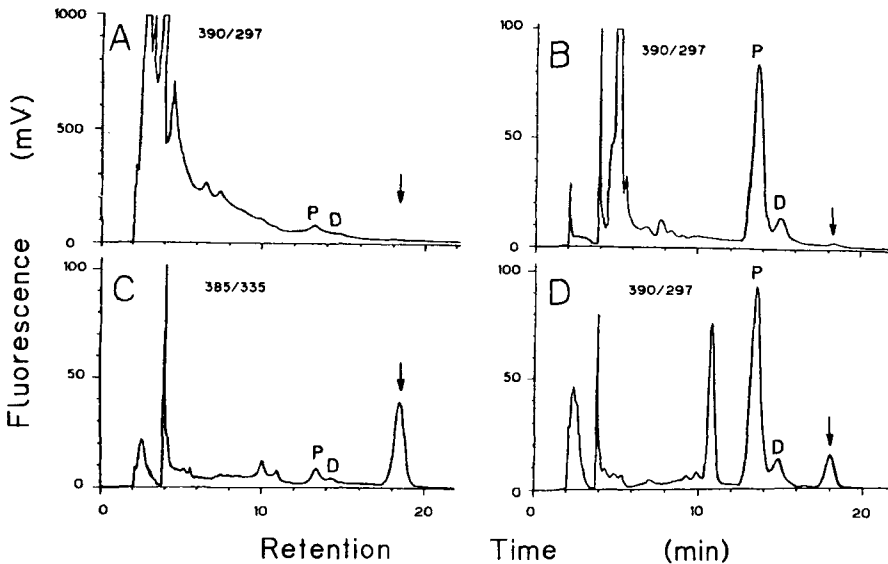 A 390/297
1000
500
0
P D
B 390/297
100
50
0
P
D
C 385/335
100
50
0
P D
0 10 20
D 390/297
100
50
0
P
D
0 10 20
Fluorescence (mV)
Retention Time (min)